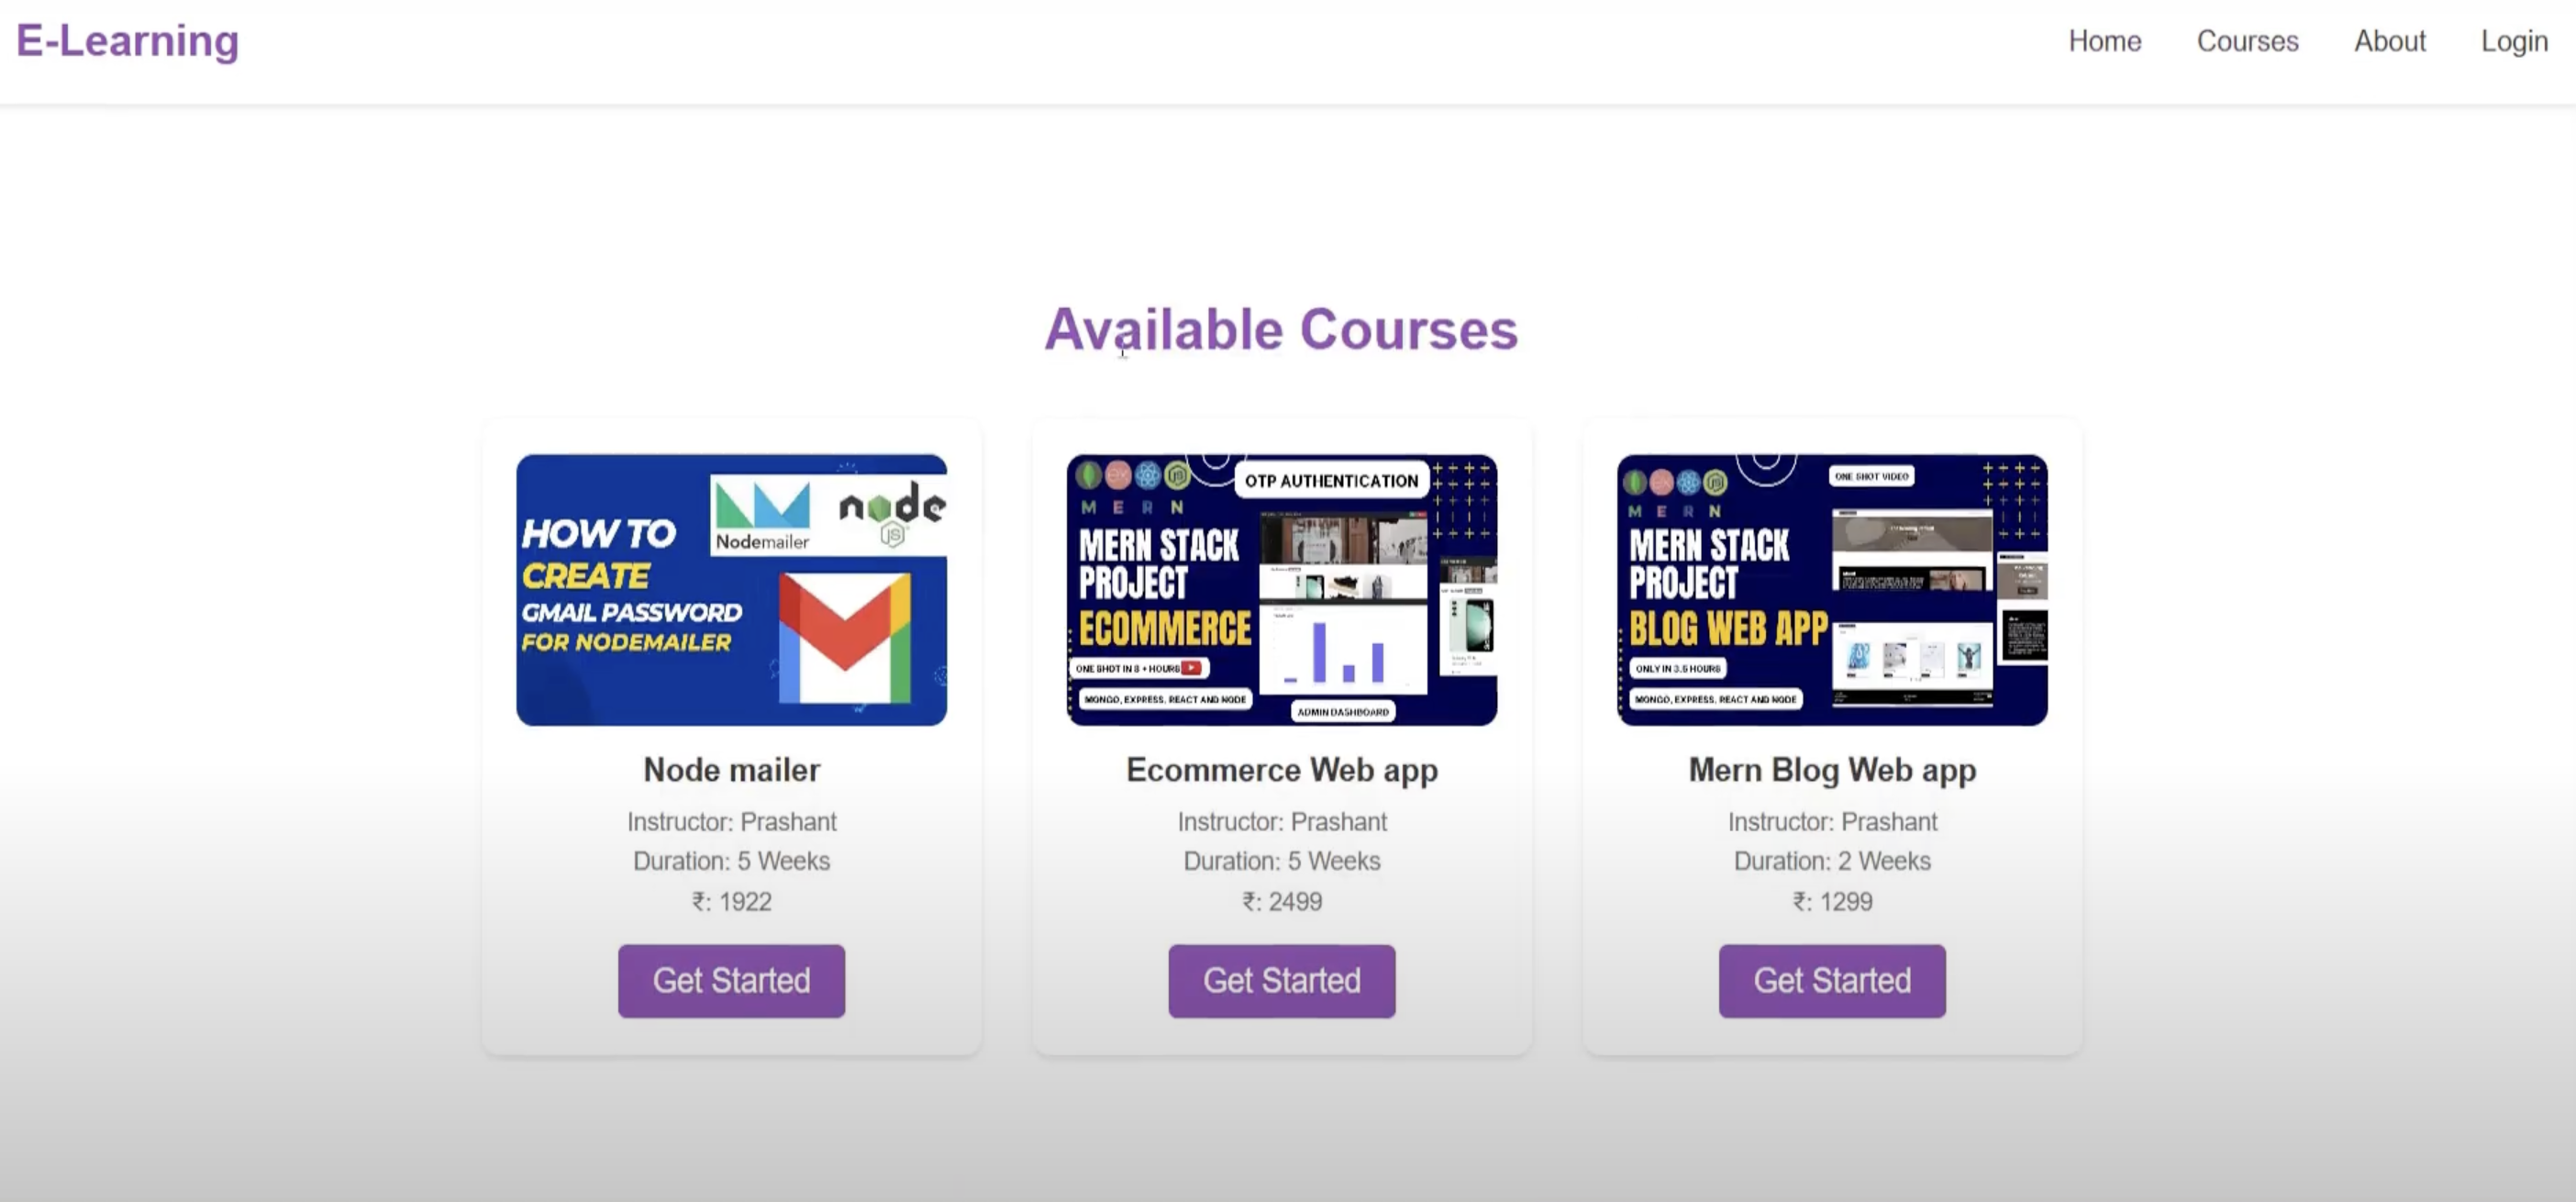 E-Learning
Home
Courses
About
Login
Available Courses
HOW TO
CREATE
GMAIL PASSWORD
FOR NODEMAILER
Nodemailer
node
JS
Node mailer
Instructor: Prashant
Duration: 5 Weeks
₹: 1922
Get Started
M E R N
OTP AUTHENTICATION
MERN STACK
PROJECT
ECOMMERCE
ONE SHOT IN 8 + HOURS
MONGO, EXPRESS, REACT AND NODE
ADMIN DASHBOARD
Ecommerce Web app
Instructor: Prashant
Duration: 5 Weeks
₹: 2499
Get Started
M E R N
ONE SHOT VIDEO
MERN STACK
PROJECT
BLOG WEB APP
ONLY IN 3.5 HOURS
MONGO, EXPRESS, REACT AND NODE
Mern Blog Web app
Instructor: Prashant
Duration: 2 Weeks
₹: 1299
Get Started